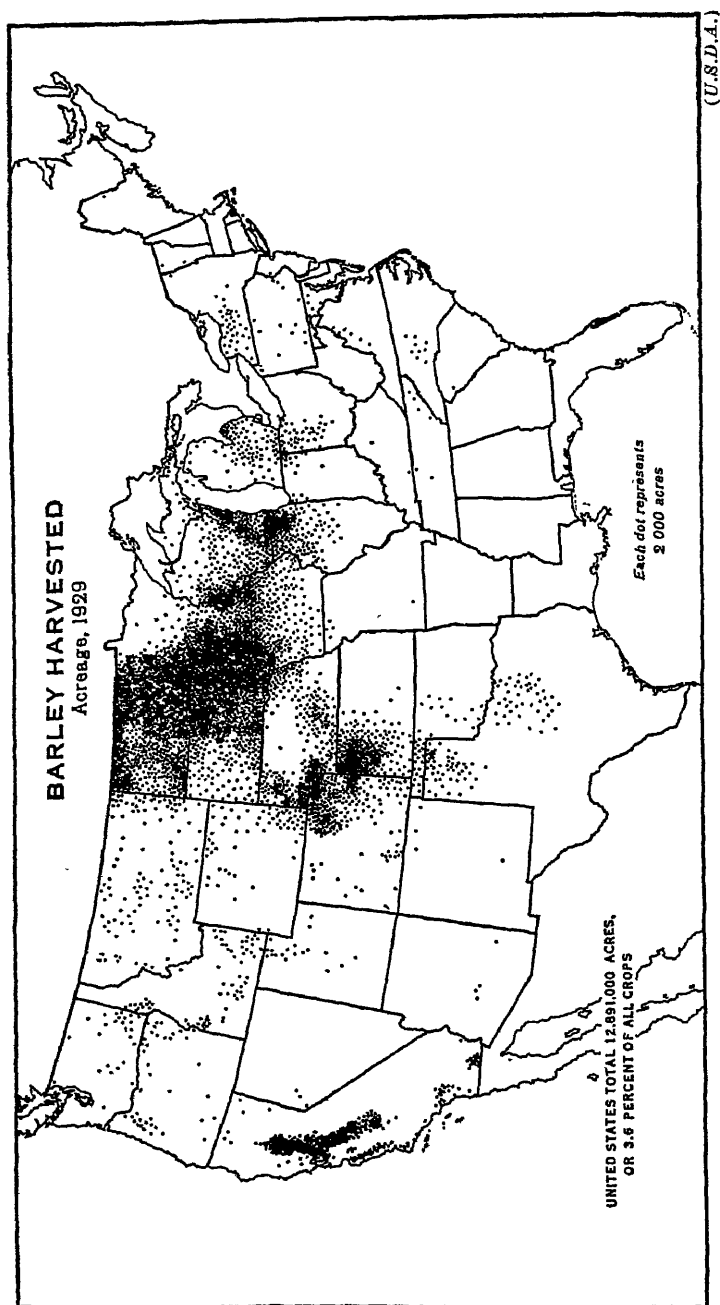 BARLEY HARVESTED
Acreage, 1929
Each dot represents
2 000 acres
UNITED STATES TOTAL 12,891,000 ACRES,
OR 3.6 PERCENT OF ALL CROPS
(U.S.D.A.)